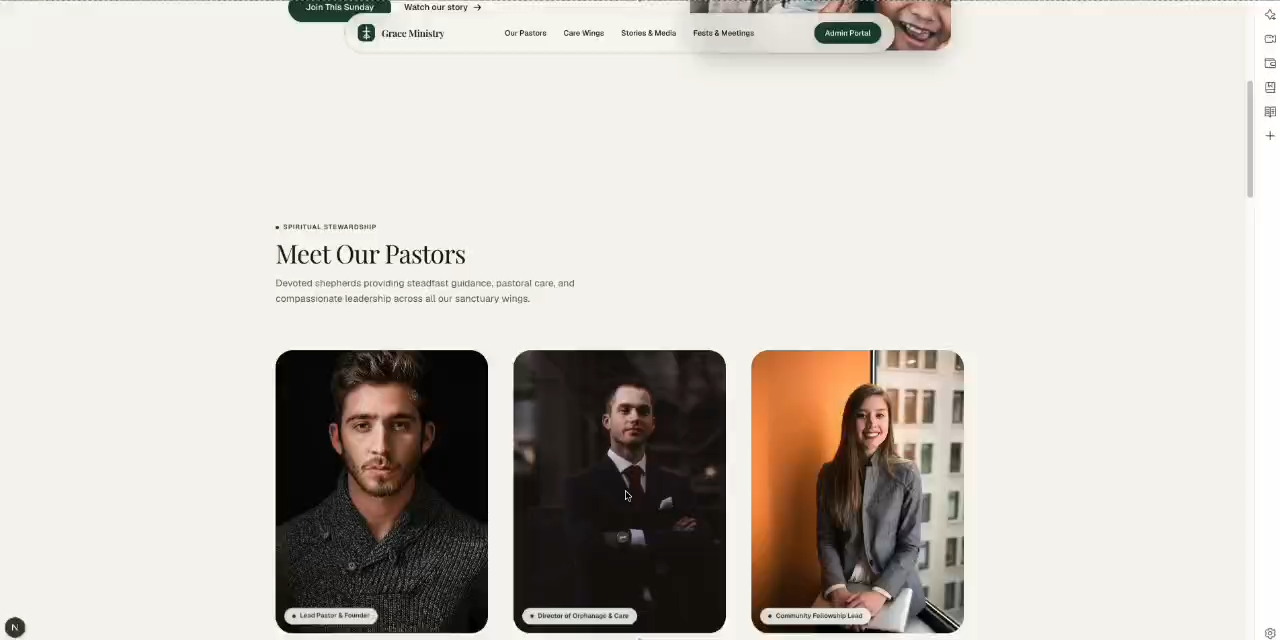 Join This Sunday
Watch our story →
Grace Ministry
Our Pastors
Care Wings
Stories & Media
Fests & Meetings
Admin Portal
SPIRITUAL STEWARDSHIP
Meet Our Pastors
Devoted shepherds providing steadfast guidance, pastoral care, and
compassionate leadership across all our sanctuary wings.
Lead Pastor & Founder
Director of Orphanage & Care
Community Fellowship Lead
N